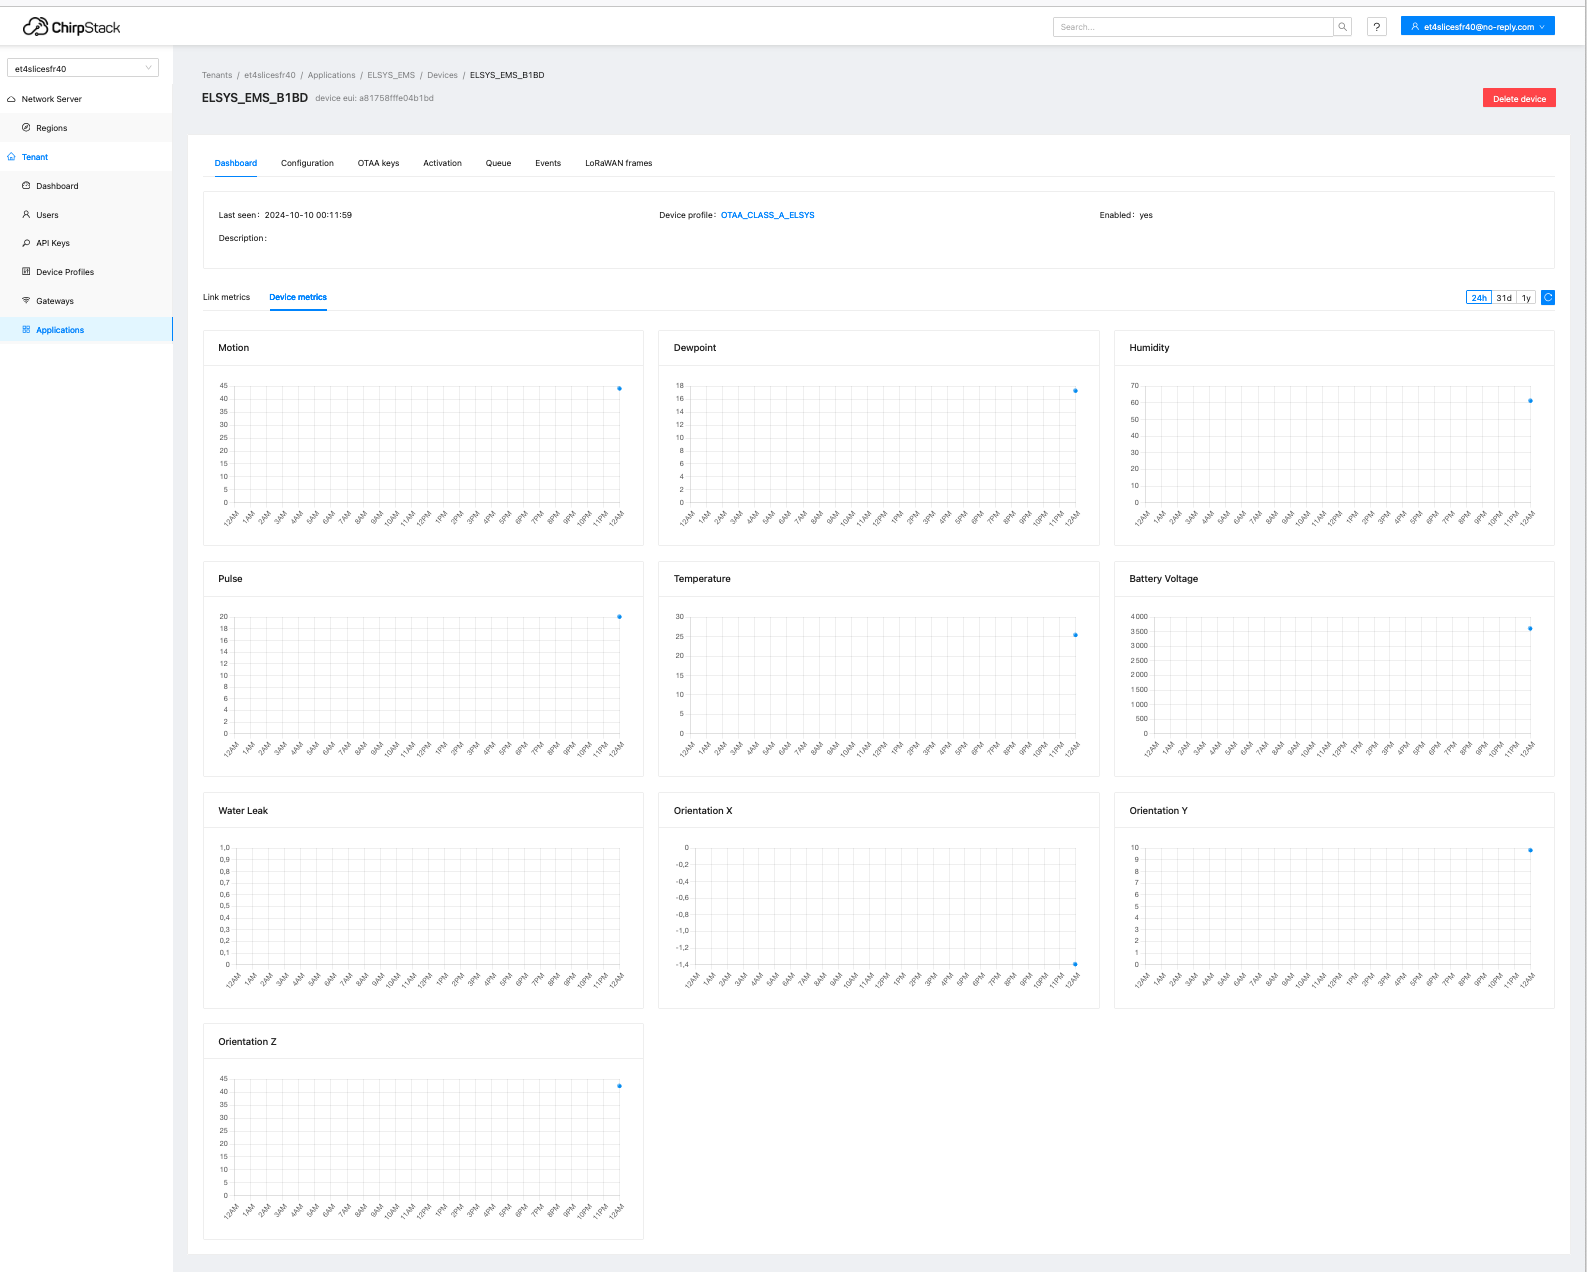 ChirpStack
Search...
?
et4slicesfr40@no-reply.com
et4slicesfr40
Network Server
Regions
Tenant
Dashboard
Users
API Keys
Device Profiles
Gateways
Applications
Tenants / et4slicesfr40 / Applications / ELSYS_EMS / Devices / ELSYS_EMS_B1BD
ELSYS_EMS_B1BD device eui: a81758fffe04b1bd
Delete device
Dashboard Configuration OTAA keys Activation Queue Events LoRaWAN frames
Last seen: 2024-10-10 00:11:59 Device profile: OTAA_CLASS_A_ELSYS Enabled: yes
Description:
Link metrics Device metrics
24h 31d 1y
Motion
45
40
35
30
25
20
15
10
5
0
12AM 1AM 2AM 3AM 4AM 5AM 6AM 7AM 8AM 9AM 10AM 11AM 12PM 1PM 2PM 3PM 4PM 5PM 6PM 7PM 8PM 9PM 10PM 11PM 12AM
Dewpoint
18
16
14
12
10
8
6
4
2
0
12AM 1AM 2AM 3AM 4AM 5AM 6AM 7AM 8AM 9AM 10AM 11AM 12PM 1PM 2PM 3PM 4PM 5PM 6PM 7PM 8PM 9PM 10PM 11PM 12AM
Humidity
70
60
50
40
30
20
10
0
12AM 1AM 2AM 3AM 4AM 5AM 6AM 7AM 8AM 9AM 10AM 11AM 12PM 1PM 2PM 3PM 4PM 5PM 6PM 7PM 8PM 9PM 10PM 11PM 12AM
Pulse
20
18
16
14
12
10
8
6
4
2
0
12AM 1AM 2AM 3AM 4AM 5AM 6AM 7AM 8AM 9AM 10AM 11AM 12PM 1PM 2PM 3PM 4PM 5PM 6PM 7PM 8PM 9PM 10PM 11PM 12AM
Temperature
30
25
20
15
10
5
0
12AM 1AM 2AM 3AM 4AM 5AM 6AM 7AM 8AM 9AM 10AM 11AM 12PM 1PM 2PM 3PM 4PM 5PM 6PM 7PM 8PM 9PM 10PM 11PM 12AM
Battery Voltage
4 000
3 500
3 000
2 500
2 000
1 500
1 000
500
0
12AM 1AM 2AM 3AM 4AM 5AM 6AM 7AM 8AM 9AM 10AM 11AM 12PM 1PM 2PM 3PM 4PM 5PM 6PM 7PM 8PM 9PM 10PM 11PM 12AM
Water Leak
1,0
0,9
0,8
0,7
0,6
0,5
0,4
0,3
0,2
0,1
0
12AM 1AM 2AM 3AM 4AM 5AM 6AM 7AM 8AM 9AM 10AM 11AM 12PM 1PM 2PM 3PM 4PM 5PM 6PM 7PM 8PM 9PM 10PM 11PM 12AM
Orientation X
0
-0,2
-0,4
-0,6
-0,8
-1,0
-1,2
-1,4
12AM 1AM 2AM 3AM 4AM 5AM 6AM 7AM 8AM 9AM 10AM 11AM 12PM 1PM 2PM 3PM 4PM 5PM 6PM 7PM 8PM 9PM 10PM 11PM 12AM
Orientation Y
10
9
8
7
6
5
4
3
2
1
0
12AM 1AM 2AM 3AM 4AM 5AM 6AM 7AM 8AM 9AM 10AM 11AM 12PM 1PM 2PM 3PM 4PM 5PM 6PM 7PM 8PM 9PM 10PM 11PM 12AM
Orientation Z
45
40
35
30
25
20
15
10
5
0
12AM 1AM 2AM 3AM 4AM 5AM 6AM 7AM 8AM 9AM 10AM 11AM 12PM 1PM 2PM 3PM 4PM 5PM 6PM 7PM 8PM 9PM 10PM 11PM 12AM